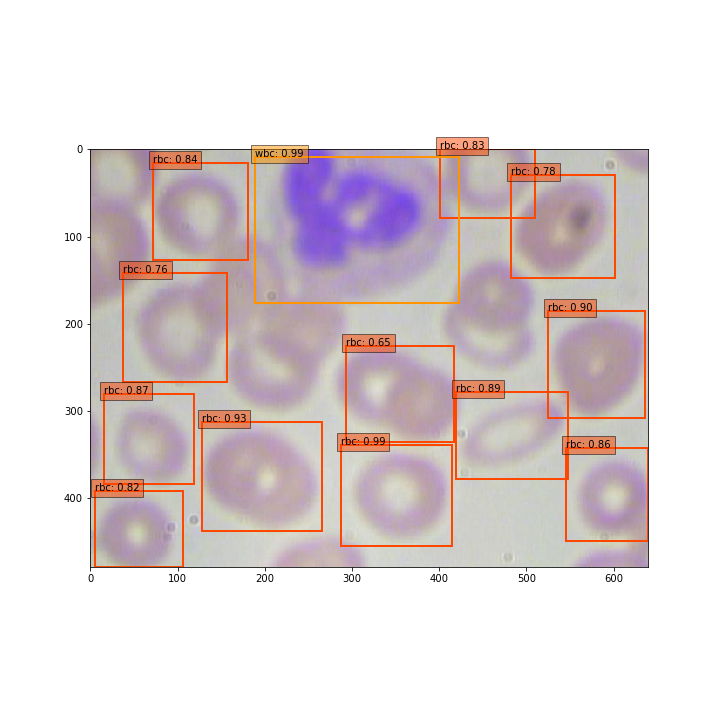 rbc: 0.83
wbc: 0.99
rbc: 0.84
rbc: 0.78
rbc: 0.76
rbc: 0.90
rbc: 0.65
rbc: 0.89
rbc: 0.87
rbc: 0.93
rbc: 0.99
rbc: 0.86
rbc: 0.82
0
100
200
300
400
0 100 200 300 400 500 600